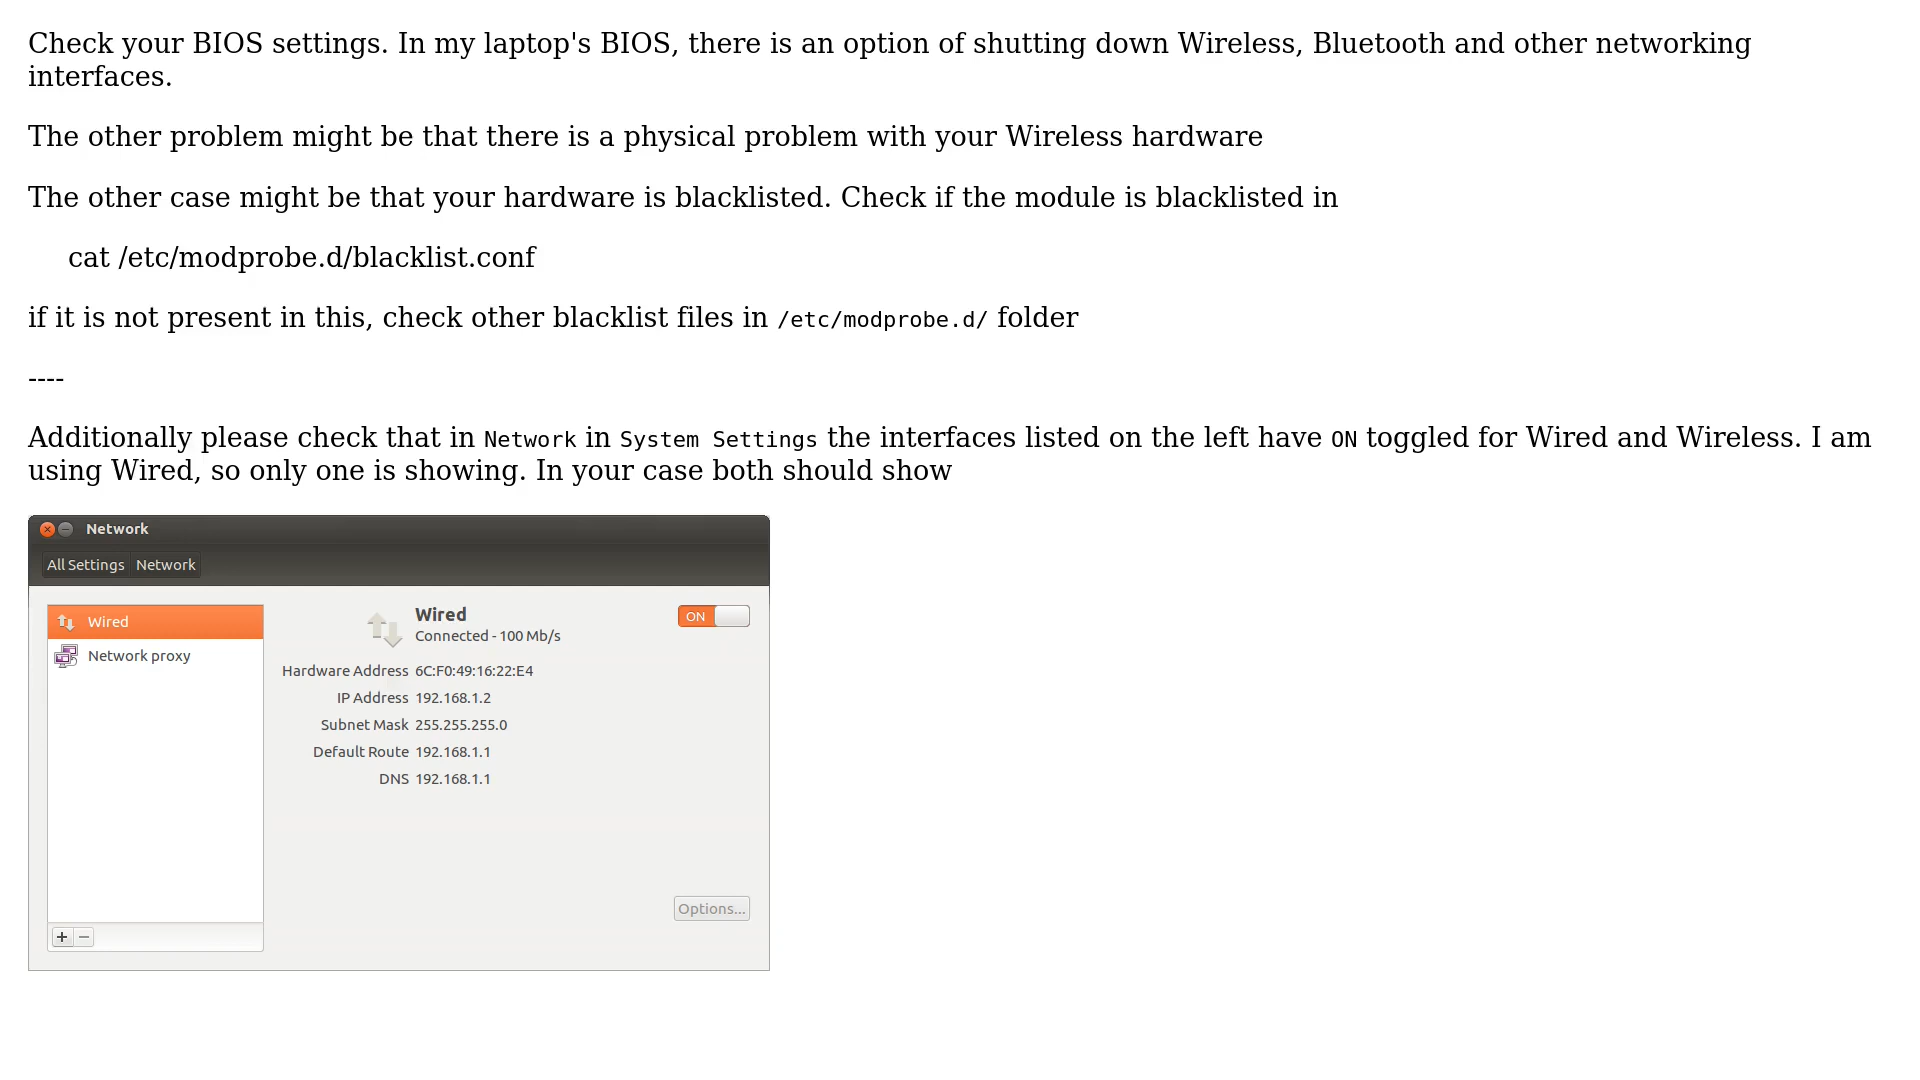 Check your BIOS settings. In my laptop's BIOS, there is an option of shutting down Wireless, Bluetooth and other networking
interfaces.
The other problem might be that there is a physical problem with your Wireless hardware
The other case might be that your hardware is blacklisted. Check if the module is blacklisted in
cat /etc/modprobe.d/blacklist.conf
if it is not present in this, check other blacklist files in /etc/modprobe.d/ folder
----
Additionally please check that in Network in System Settings the interfaces listed on the left have ON toggled for Wired and Wireless. I am
using Wired, so only one is showing. In your case both should show
Network
All Settings Network
Wired
Network proxy
Wired
Connected - 100 Mb/s
ON
Hardware Address 6C:F0:49:16:22:E4
IP Address 192.168.1.2
Subnet Mask 255.255.255.0
Default Route 192.168.1.1
DNS 192.168.1.1
Options...